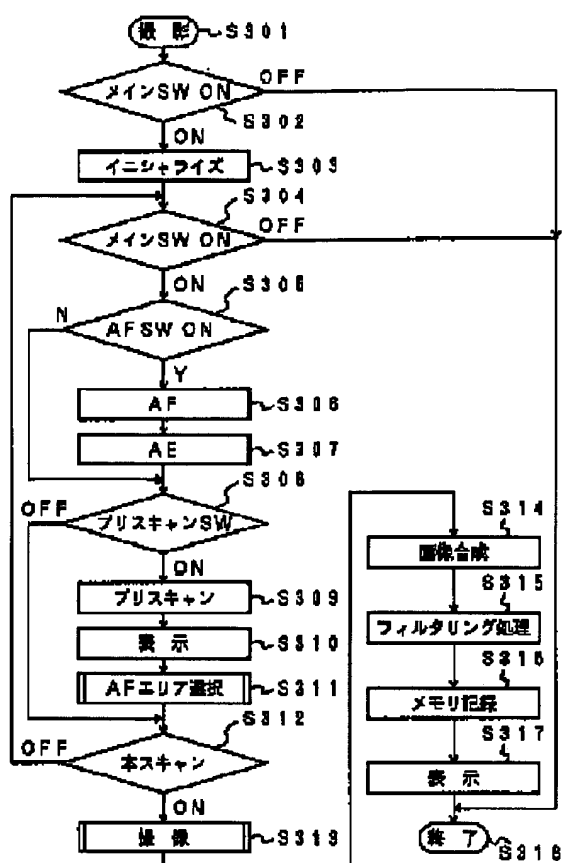 撮影 S301
メインSW ON OFF
S302
ON
イニシャライズ S303
S304
メインSW ON OFF
ON S305
N AF SW ON
Y
AF S306
AE S307
S308
OFF プリスキャンSW
ON
プリスキャン S309
表示 S310
AFエリア選択 S311
S312
OFF 本スキャン
ON
撮像 S313
S314
画像合成
S315
フィルタリング処理
S316
メモリ記録
S317
表示
終了 S318